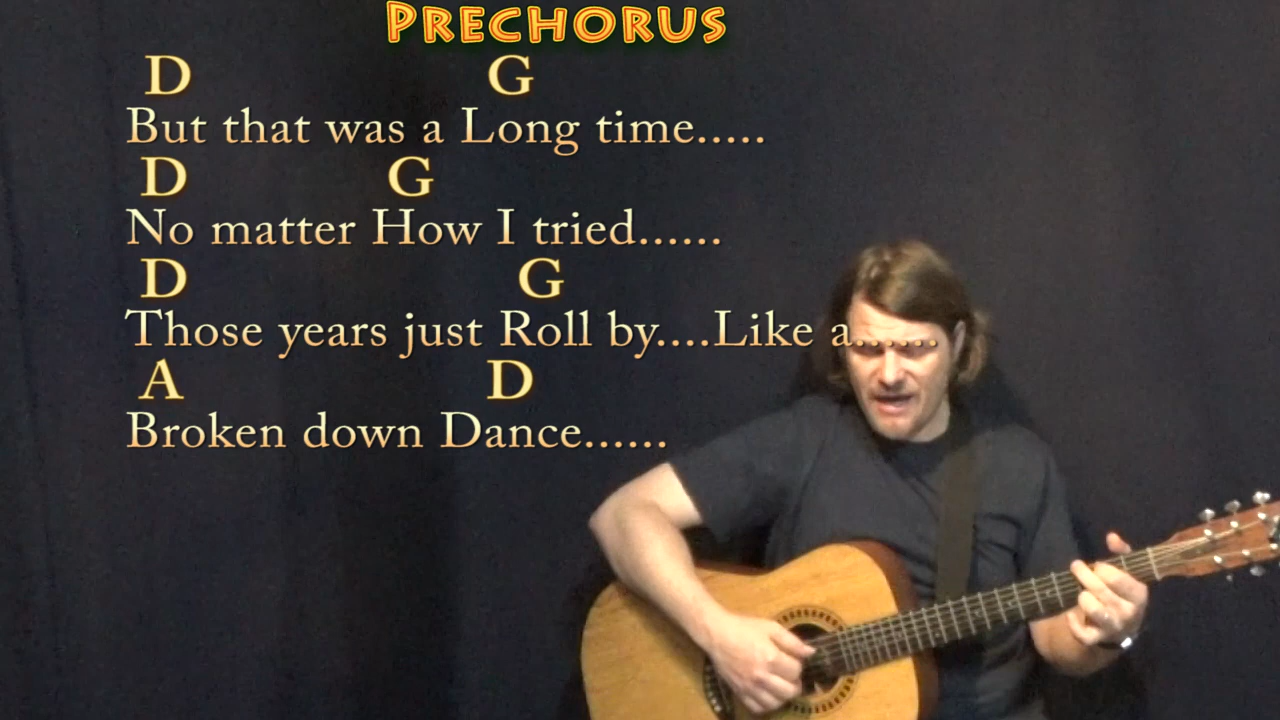 PRECHORUS
D G
But that was a Long time.....
D G
No matter How I tried......
D G
Those years just Roll by....Like a......
A D
Broken down Dance......